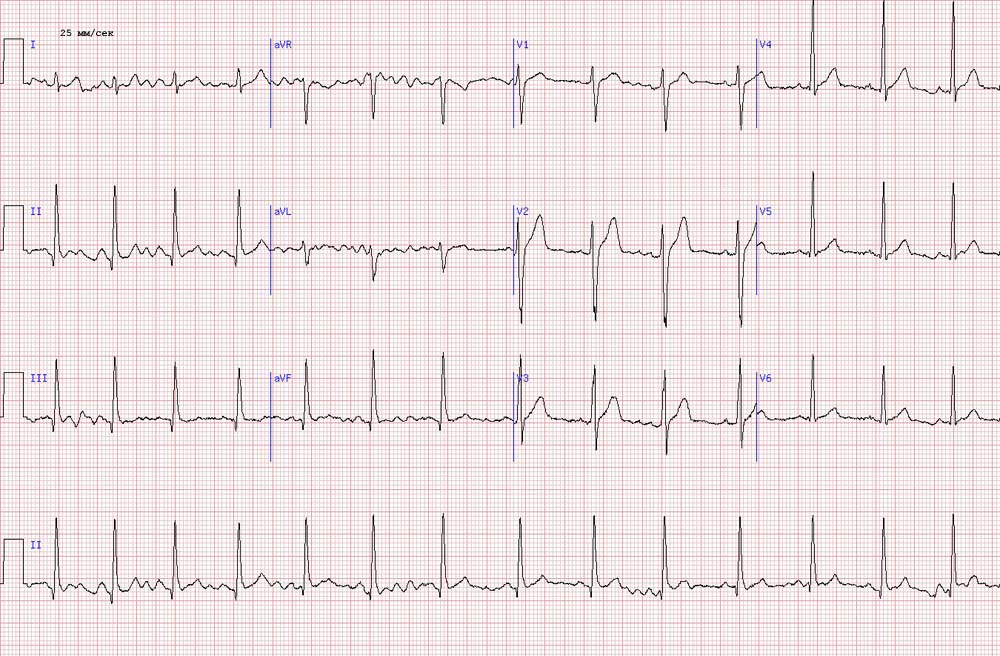 25 мм/сек
I aVR V1 V4
II aVL V2 V5
III aVF V3 V6
II